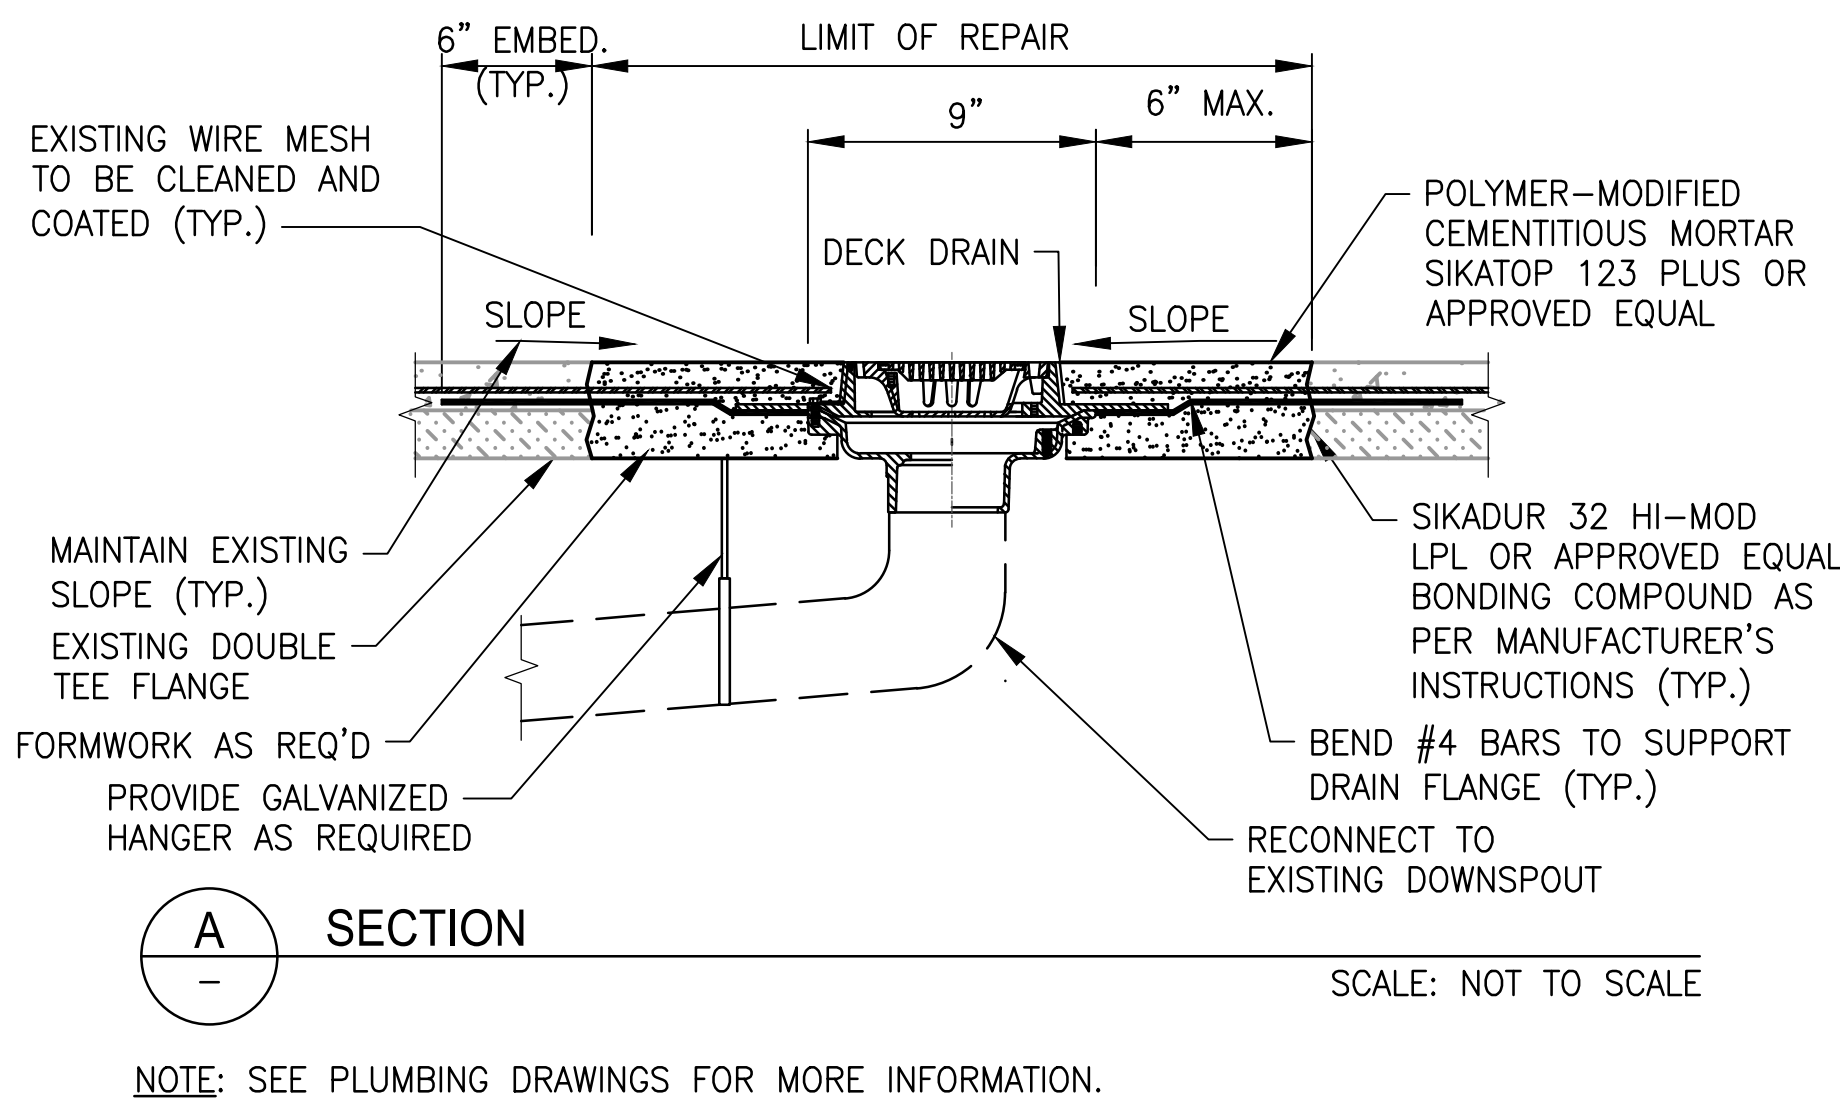 6” EMBED.
(TYP.)
LIMIT OF REPAIR
9”
6” MAX.
EXISTING WIRE MESH
TO BE CLEANED AND
COATED (TYP.)
DECK DRAIN
POLYMER-MODIFIED
CEMENTITIOUS MORTAR
SIKATOP 123 PLUS OR
APPROVED EQUAL
SLOPE
SLOPE
MAINTAIN EXISTING
SLOPE (TYP.)
EXISTING DOUBLE
TEE FLANGE
FORMWORK AS REQ’D
PROVIDE GALVANIZED
HANGER AS REQUIRED
SIKADUR 32 HI-MOD
LPL OR APPROVED EQUAL
BONDING COMPOUND AS
PER MANUFACTURER’S
INSTRUCTIONS (TYP.)
BEND #4 BARS TO SUPPORT
DRAIN FLANGE (TYP.)
RECONNECT TO
EXISTING DOWNSPOUT
A
-
SECTION
SCALE: NOT TO SCALE
NOTE: SEE PLUMBING DRAWINGS FOR MORE INFORMATION.